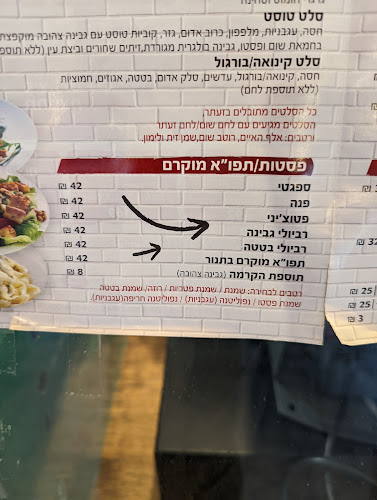 סלט טוסט
חסה, עגבניות, מלפפון, כרוב אדום, גזר, קוביות טוסט עם גבינה צהובה מוקפצת
בחמאת שום ופסטו, גבינה בולגרית מגוררת, זיתים שחורים וביצת עין (ללא תוספת
סלט קינואה/בורגול
חסה, קינואה/בורגול, עדשים, סלק אדום, בטטה, אגוזים, חמוציות
(ללא תוספת לחם)
כל הסלטים מתובלים בזעתר,
הסלטים מגיעים עם לחם שום/לחם זעתר
ורטבים: אלף האיים, רוטב שום, שמן זית ולימון.
פסטות/תפו"א מוקרם
ספגטי 42 ₪
פנה 42 ₪
פטוצ'יני 42 ₪
רביולי גבינה 42 ₪
רביולי בטטה 42 ₪
תפו"א מוקרם בתנור 42 ₪
תוספת הקרמה (גבינה צהובה) 8 ₪
רטבים לבחירה: שמנת / שמנת פטריות / רוזה/ שמנת בטטה
שמנת פסטו / נפוליטנה (עגבניות) / נפוליטנה חריפה(עגבניות).
32 ₪
25 ₪
25 ₪
3 ₪